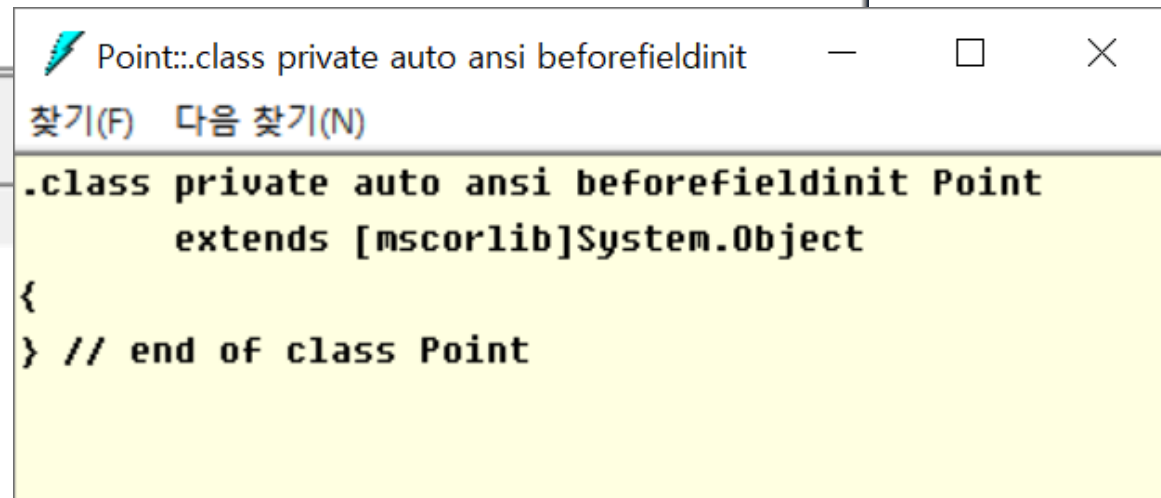 Point::.class private auto ansi beforefieldinit
찾기(F) 다음 찾기(N)
.class private auto ansi beforefieldinit Point
       extends [mscorlib]System.Object
{
} // end of class Point